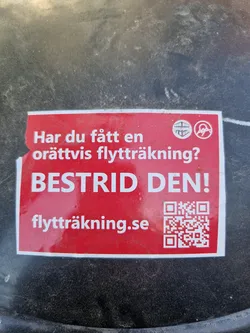 Har du fått en
orättvis flytträkning?
BESTRID DEN!
flytträkning.se